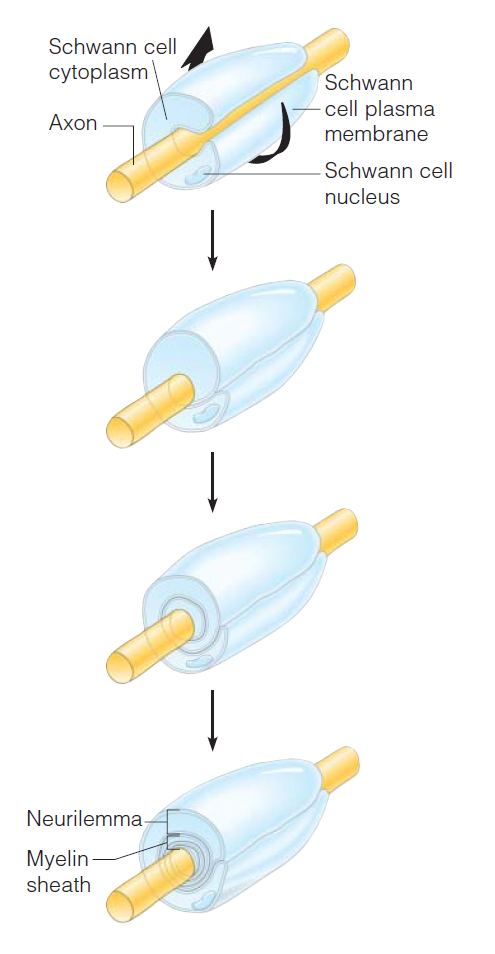 Schwann cell
cytoplasm
Axon
Schwann
cell plasma
membrane
Schwann cell
nucleus
Neurilemma
Myelin
sheath